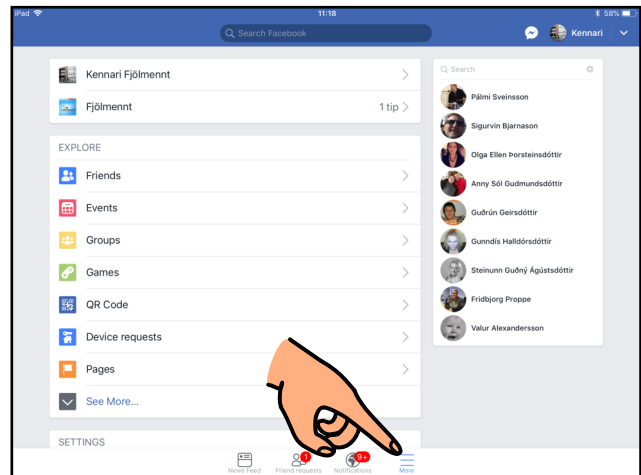 iPad 11:18 58%
Search Facebook
Kennari
Kennari Fjölmennt
Fjölmennt 1 tip
EXPLORE
Friends
Events
Groups
Games
QR Code
Device requests
Pages
See More...
SETTINGS
Search
Pálmi Sveinsson
Sigurvin Bjarnason
Olga Ellen Þorsteinsdóttir
Anny Sól Gudmundsdóttir
Guðrún Geirsdóttir
Gunndís Halldórsdóttir
Steinunn Guðný Ágústsdóttir
Fridbjorg Proppe
Valur Alexandersson
1 9+
News Feed Friend requests Notifications More